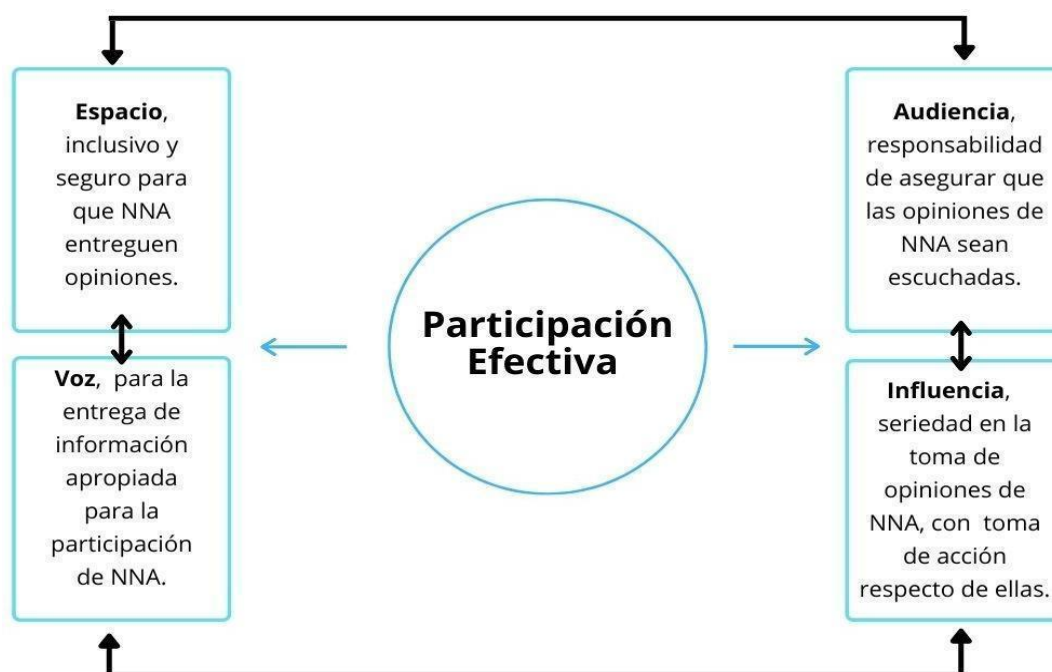 Espacio,
inclusivo y
seguro para
que NNA
entreguen
opiniones.
Voz, para la
entrega de
información
apropiada
para la
participación
de NNA.
Participación
Efectiva
Audiencia,
responsabilidad
de asegurar que
las opiniones de
NNA sean
escuchadas.
Influencia,
seriedad en la
toma de
opiniones de
NNA, con toma
de acción
respecto de ellas.